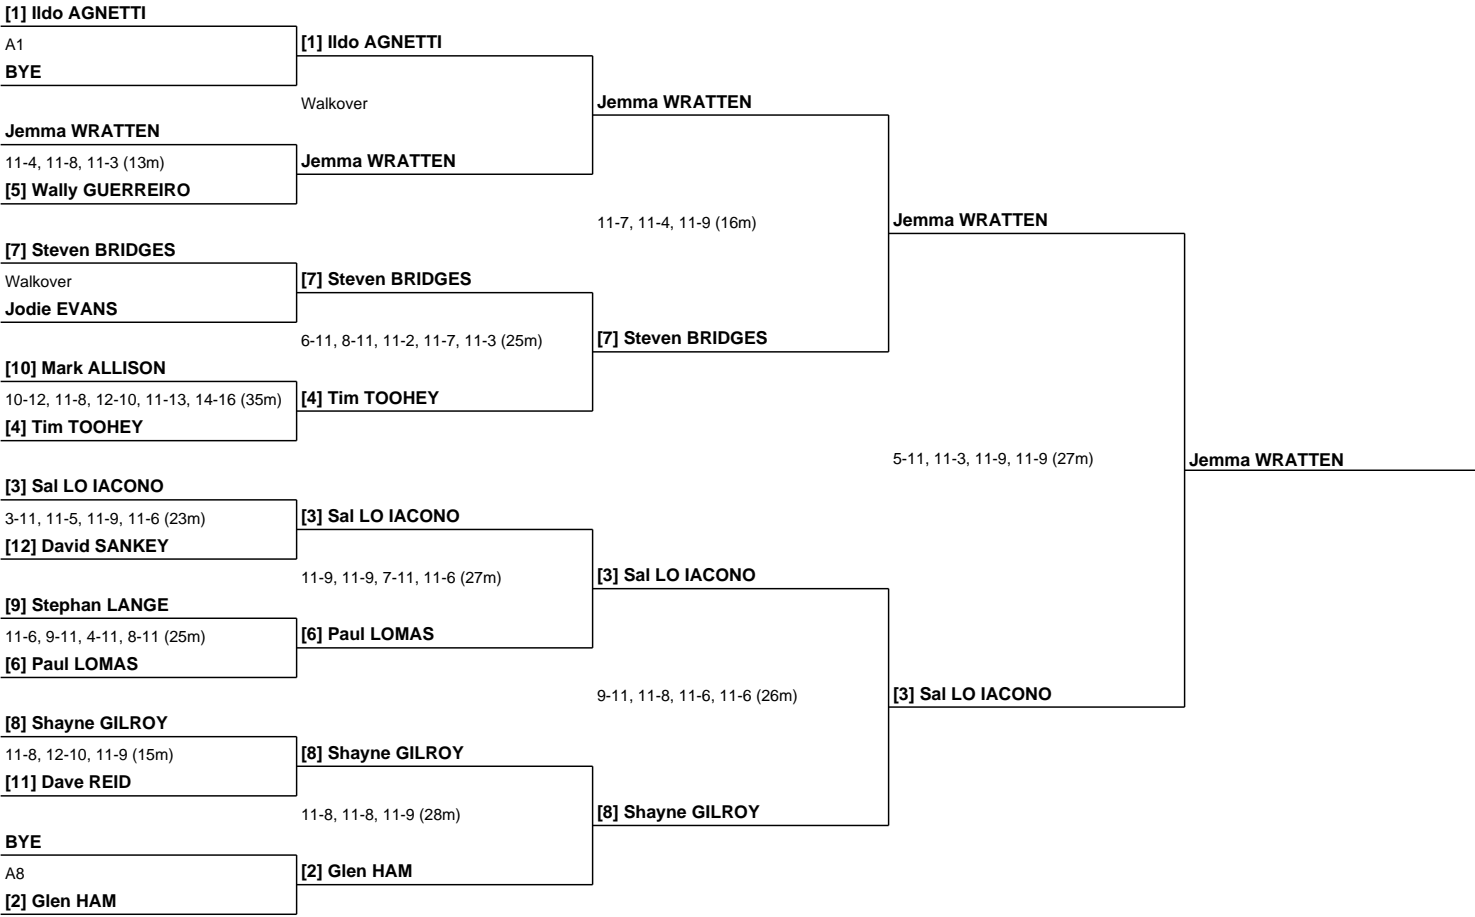 [1] Ildo AGNETTI
A1
BYE
Jemma WRATTEN
11-4, 11-8, 11-3 (13m)
[5] Wally GUERREIRO
[7] Steven BRIDGES
Walkover
Jodie EVANS
[10] Mark ALLISON
10-12, 11-8, 12-10, 11-13, 14-16 (35m)
[4] Tim TOOHEY
[3] Sal LO IACONO
3-11, 11-5, 11-9, 11-6 (23m)
[12] David SANKEY
[9] Stephan LANGE
11-6, 9-11, 4-11, 8-11 (25m)
[6] Paul LOMAS
[8] Shayne GILROY
11-8, 12-10, 11-9 (15m)
[11] Dave REID
BYE
A8
[2] Glen HAM
[1] Ildo AGNETTI
Walkover
Jemma WRATTEN
[7] Steven BRIDGES
6-11, 8-11, 11-2, 11-7, 11-3 (25m)
[4] Tim TOOHEY
[3] Sal LO IACONO
11-9, 11-9, 7-11, 11-6 (27m)
[6] Paul LOMAS
[8] Shayne GILROY
11-8, 11-8, 11-9 (28m)
[2] Glen HAM
Jemma WRATTEN
11-7, 11-4, 11-9 (16m)
[7] Steven BRIDGES
[3] Sal LO IACONO
9-11, 11-8, 11-6, 11-6 (26m)
[8] Shayne GILROY
Jemma WRATTEN
5-11, 11-3, 11-9, 11-9 (27m)
[3] Sal LO IACONO
Jemma WRATTEN